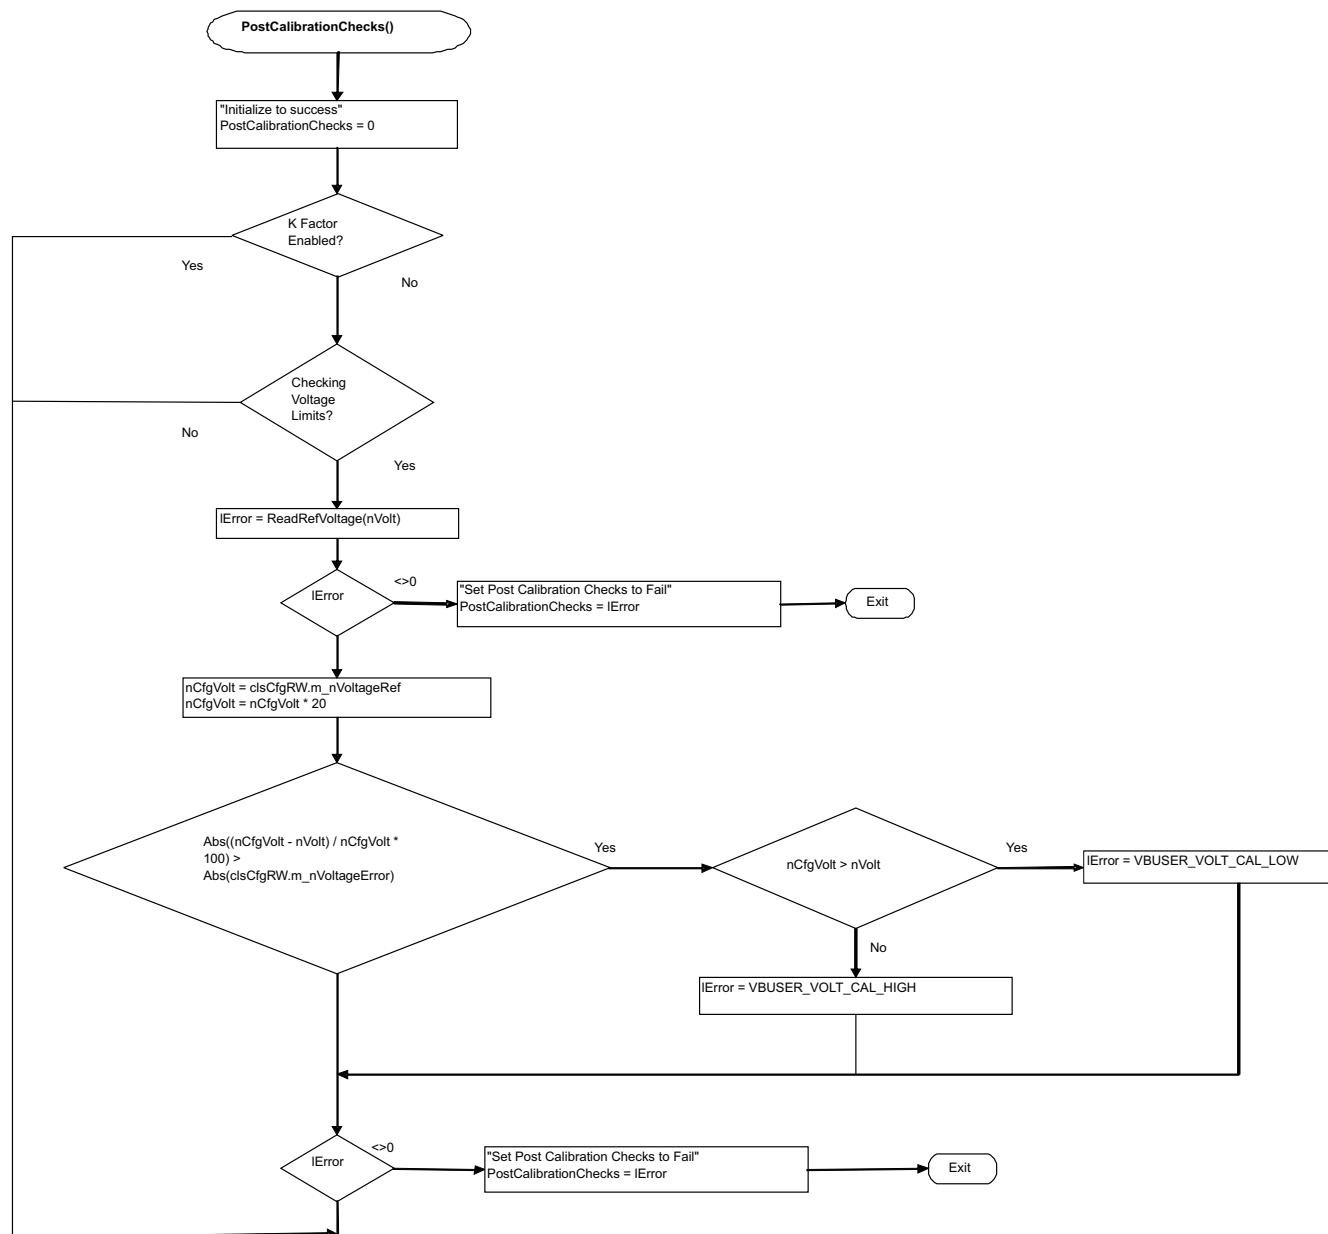 PostCalibrationChecks()
"Initialize to success"
PostCalibrationChecks = 0
K Factor
Enabled?
Yes
No
Checking
Voltage
Limits?
No
Yes
lError = ReadRefVoltage(nVolt)
lError
<>0
"Set Post Calibration Checks to Fail"
PostCalibrationChecks = lError
Exit
nCfgVolt = clsCfgRW.m_nVoltageRef
nCfgVolt = nCfgVolt * 20
Abs((nCfgVolt - nVolt) / nCfgVolt *
100) >
Abs(clsCfgRW.m_nVoltageError)
Yes
nCfgVolt > nVolt
Yes
lError = VBUSER_VOLT_CAL_LOW
No
lError = VBUSER_VOLT_CAL_HIGH
lError
<>0
"Set Post Calibration Checks to Fail"
PostCalibrationChecks = lError
Exit